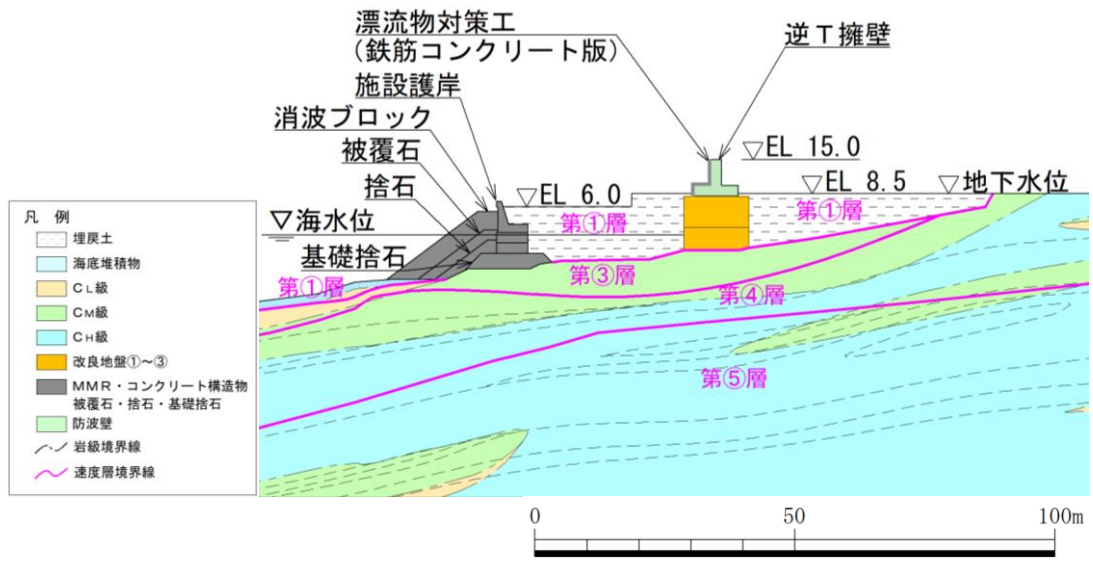 漂流物対策工
(鉄筋コンクリート版)
逆T擁壁
施設護岸
消波ブロック
被覆石
捨石
▽海水位
基礎捨石
▽EL 15.0
▽EL 6.0
▽EL 8.5
▽地下水位
第①層
第①層
第①層
第③層
第④層
第⑤層
凡 例
埋戻土
海底堆積物
CL級
CM級
CH級
改良地盤①~③
MMR・コンクリート構造物
被覆石・捨石・基礎捨石
防波壁
岩級境界線
速度層境界線
0 50 100m